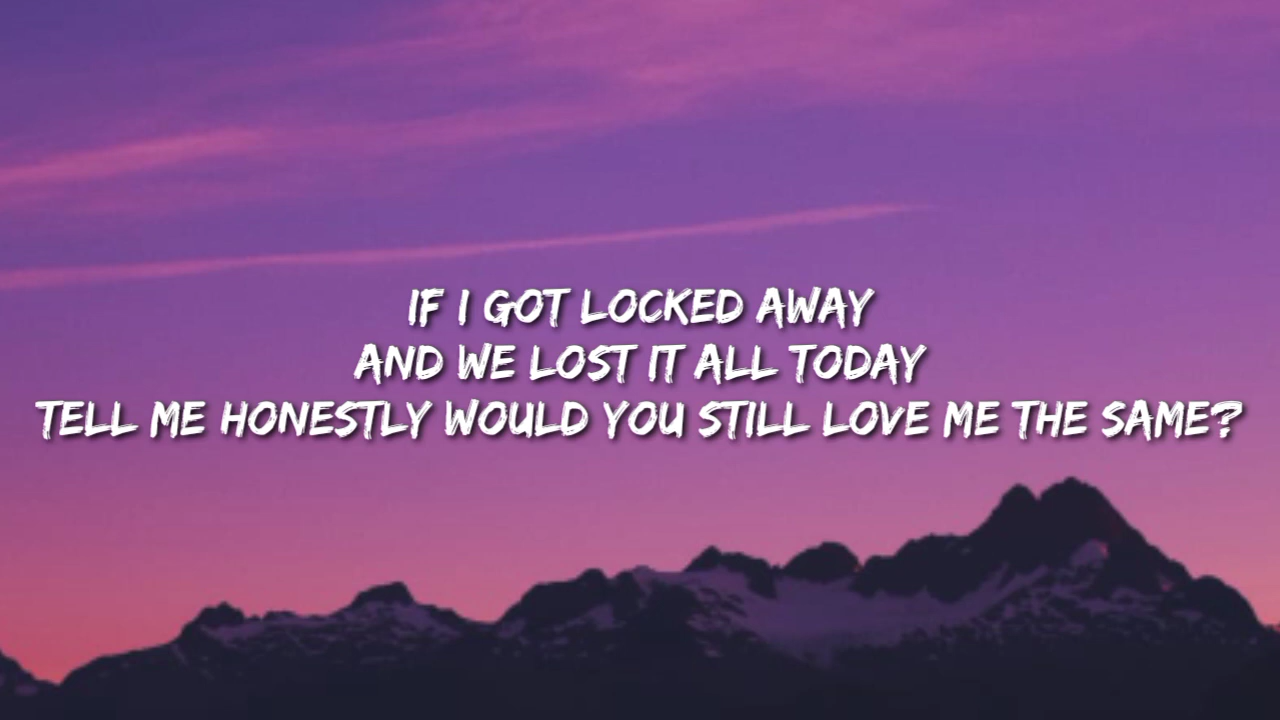 IF I GOT LOCKED AWAY
AND WE LOST IT ALL TODAY
TELL ME HONESTLY WOULD YOU STILL LOVE ME THE SAME?